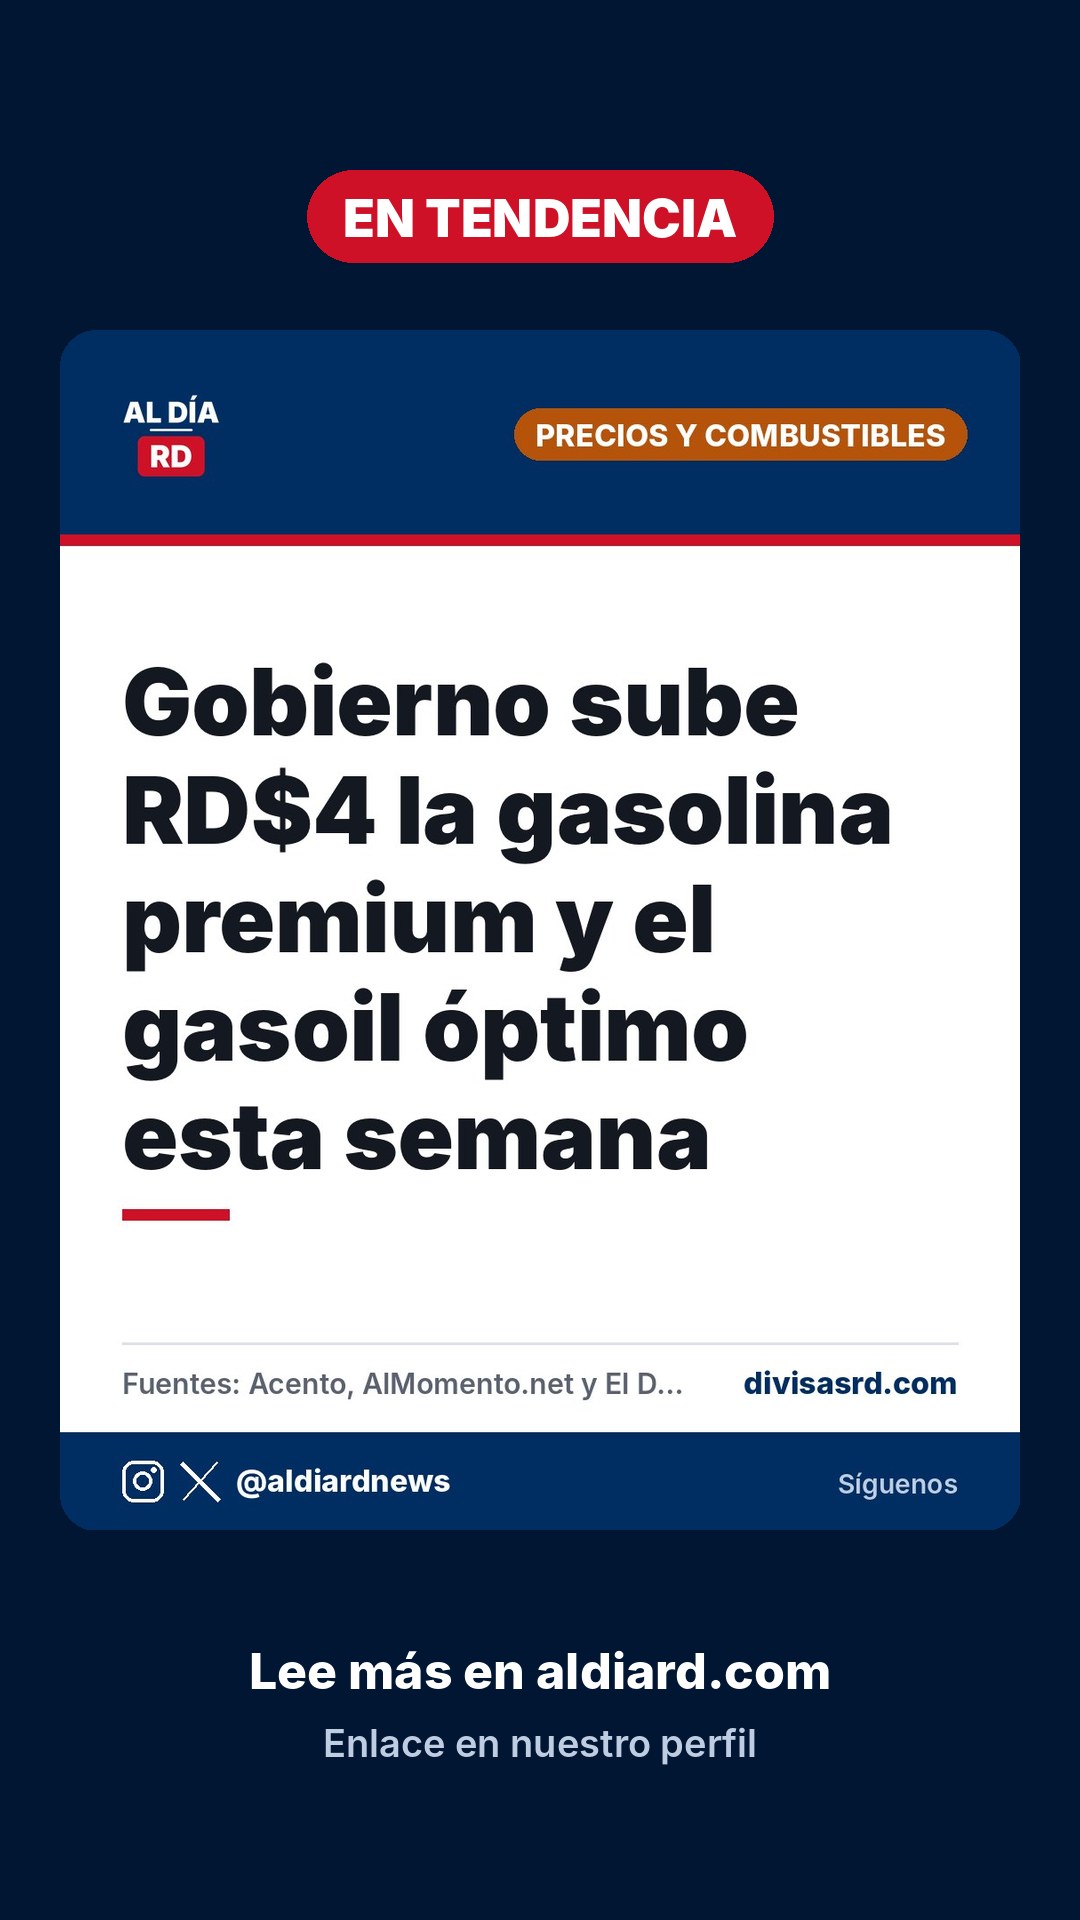 EN TENDENCIA
AL DÍA
RD
PRECIOS Y COMBUSTIBLES
Gobierno sube
RD$4 la gasolina
premium y el
gasoil óptimo
esta semana
Fuentes: Acento, AlMomento.net y El D...
divisasrd.com
@aldiardnews
Síguenos
Lee más en aldiard.com
Enlace en nuestro perfil